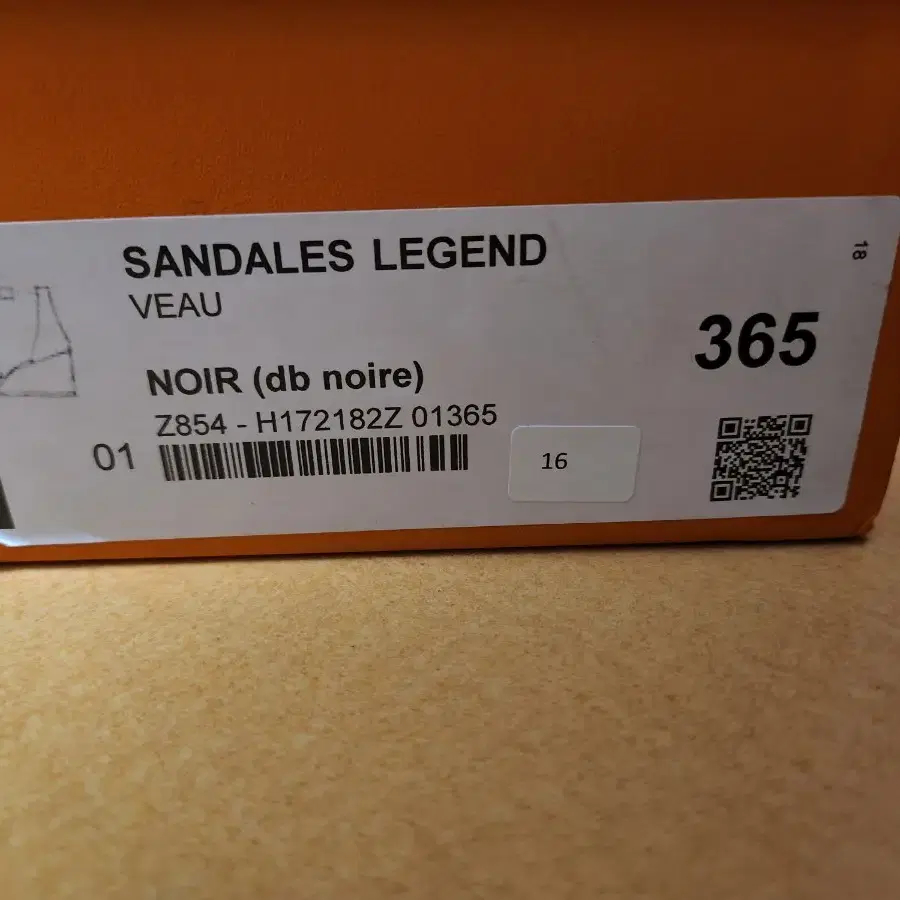 SANDALES LEGEND
VEAU
NOIR (db noire)
Z854 - H172182Z 01365
01
16
365
18